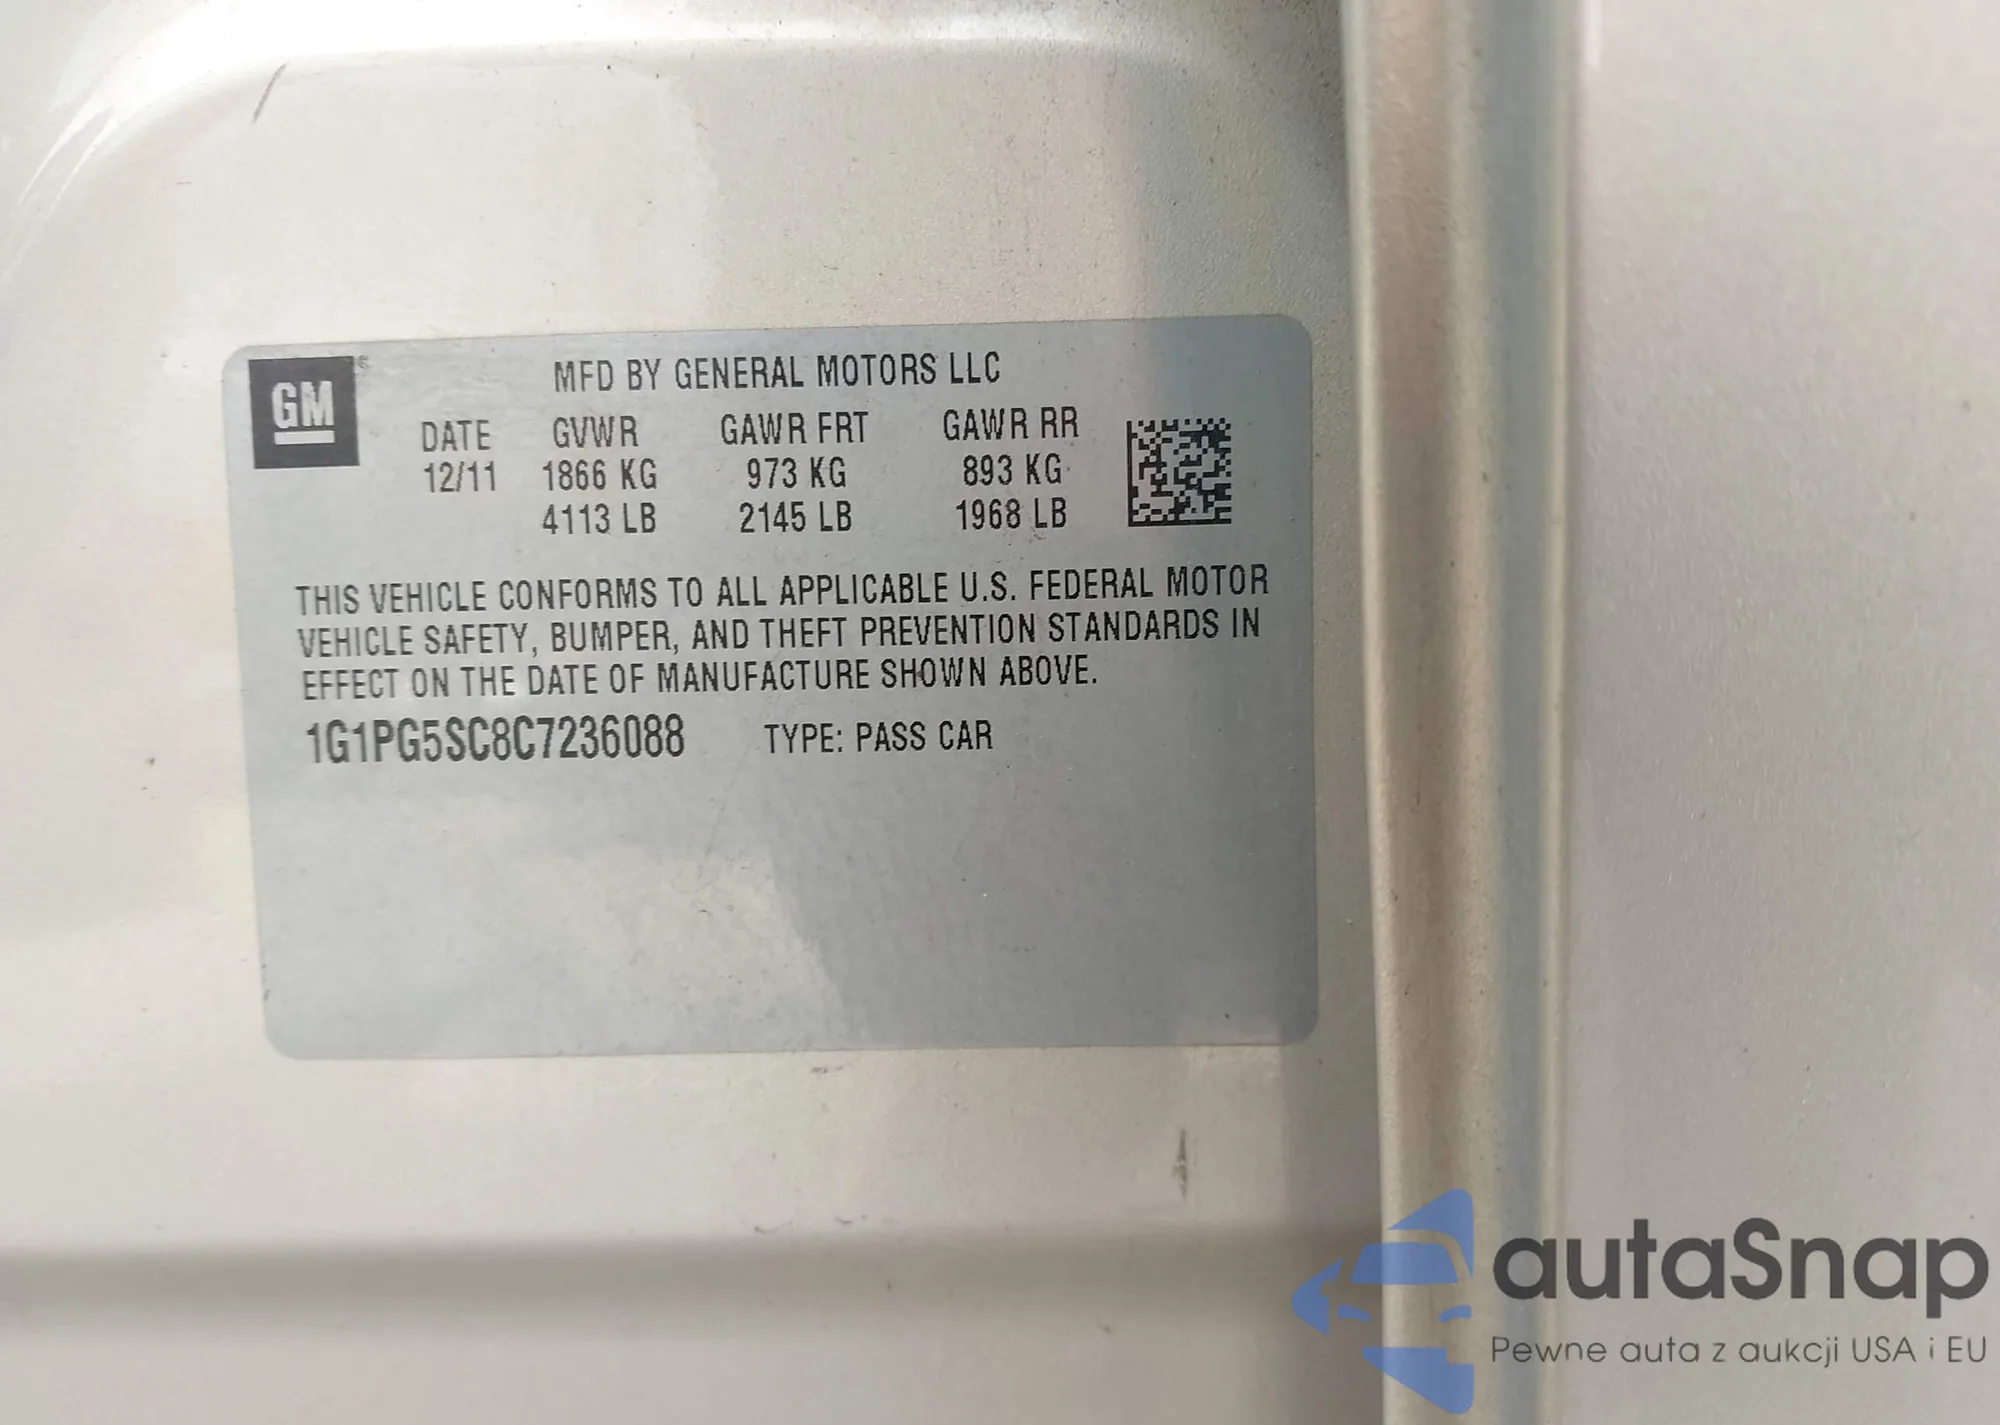 GM
MFD BY GENERAL MOTORS LLC
DATE GVWR GAWR FRT GAWR RR
12/11 1866 KG 973 KG 893 KG
4113 LB 2145 LB 1968 LB
THIS VEHICLE CONFORMS TO ALL APPLICABLE U.S. FEDERAL MOTOR
VEHICLE SAFETY, BUMPER, AND THEFT PREVENTION STANDARDS IN
EFFECT ON THE DATE OF MANUFACTURE SHOWN ABOVE.
1G1PG5SC8C7236088 TYPE: PASS CAR
autaSnap
Pewne auta z aukcji USA i EU